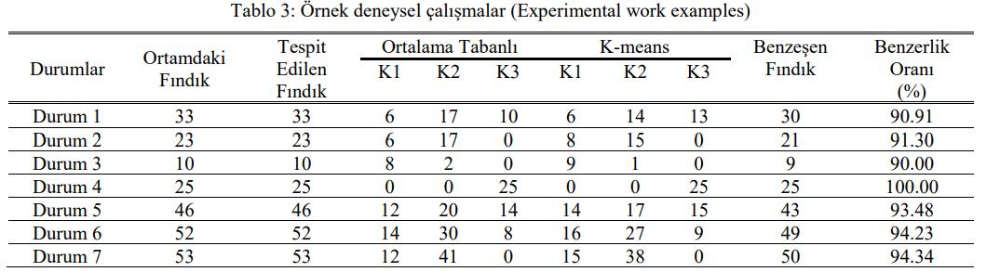 Tablo 3: Örnek deneysel çalışmalar (Experimental work examples)
Durumlar Ortamdaki Fındık Tespit Edilen Fındık Ortalama Tabanlı K-means Benzeşen Fındık Benzerlik Oranı (%)
K1 K2 K3 K1 K2 K3
Durum 1 33 33 6 17 10 6 14 13 30 90.91
Durum 2 23 23 6 17 0 8 15 0 21 91.30
Durum 3 10 10 8 2 0 9 1 0 9 90.00
Durum 4 25 25 0 0 25 0 0 25 25 100.00
Durum 5 46 46 12 20 14 14 17 15 43 93.48
Durum 6 52 52 14 30 8 16 27 9 49 94.23
Durum 7 53 53 12 41 0 15 38 0 50 94.34